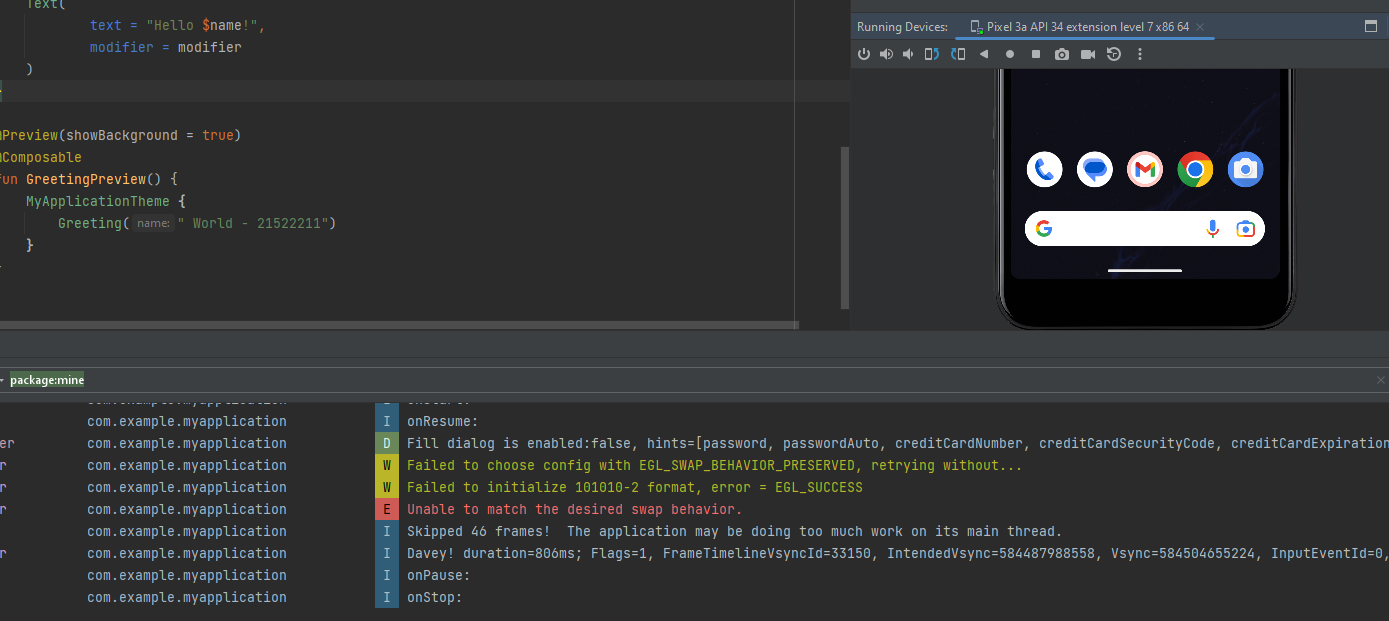 Text(
text = "Hello $name!",
modifier = modifier
)
Preview(showBackground = true)
Composable
fun GreetingPreview() {
MyApplicationTheme {
Greeting( name: " World - 21522211")
}
Running Devices: Pixel 3a API 34 extension level 7 x86 64
package:mine
com.example.myapplication
com.example.myapplication I onResume:
er com.example.myapplication D Fill dialog is enabled:false, hints=[password, passwordAuto, creditCardNumber, creditCardSecurityCode, creditCardExpiration
r com.example.myapplication W Failed to choose config with EGL_SWAP_BEHAVIOR_PRESERVED, retrying without...
r com.example.myapplication W Failed to initialize 101010-2 format, error = EGL_SUCCESS
r com.example.myapplication E Unable to match the desired swap behavior.
com.example.myapplication I Skipped 46 frames!  The application may be doing too much work on its main thread.
r com.example.myapplication I Davey! duration=806ms; Flags=1, FrameTimelineVsyncId=33150, IntendedVsync=584487988558, Vsync=584504655224, InputEventId=0,
com.example.myapplication I onPause:
com.example.myapplication I onStop: